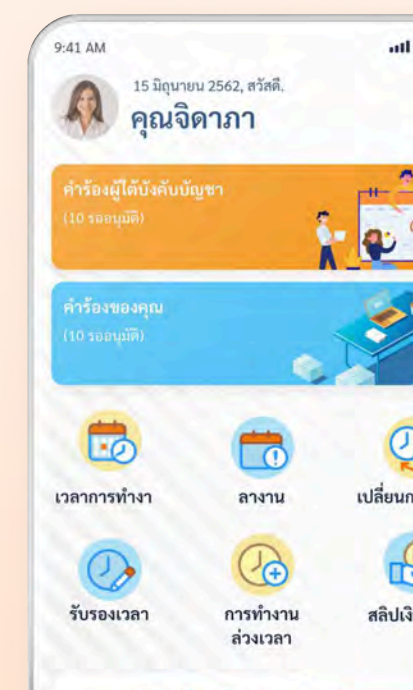 9:41 AM
15 มิถุนายน 2562, สวัสดี.
คุณจิดาภา
คำร้องผู้ใต้บังคับบัญชา
(10 รออนุมัติ)
คำร้องของคุณ
(10 รออนุมัติ)
เวลาการทำงา
ลางาน
เปลี่ยนก
รับรองเวลา
การทำงาน
ล่วงเวลา
สลิปเงิ